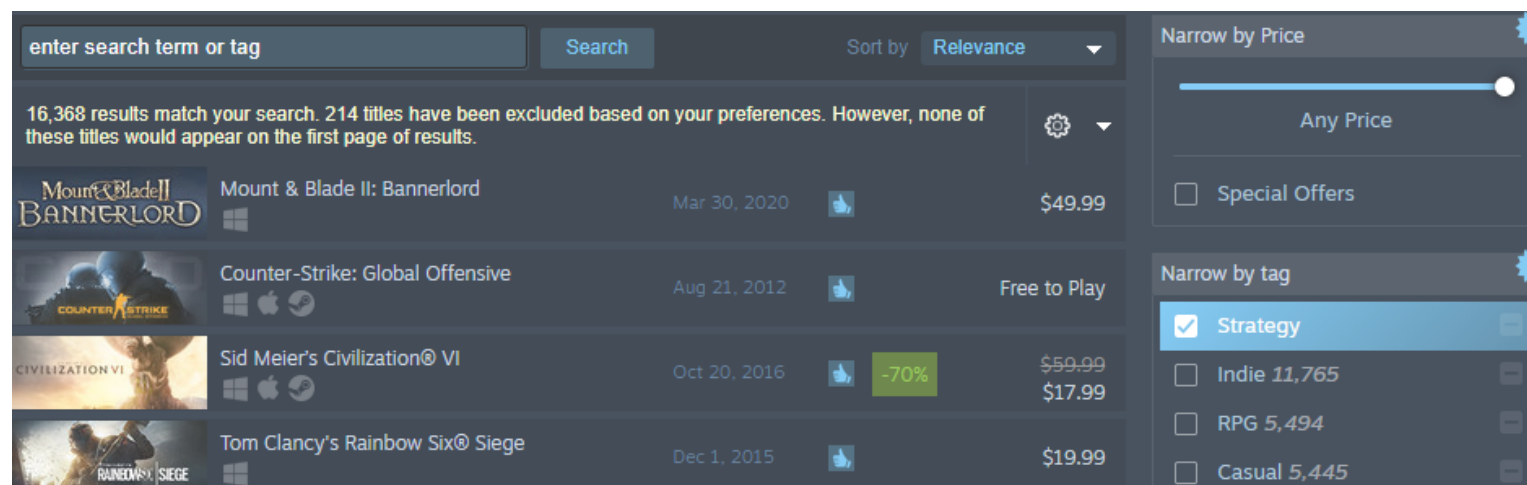 enter search term or tag
Search
Sort by Relevance
16,368 results match your search. 214 titles have been excluded based on your preferences. However, none of
these titles would appear on the first page of results.
MOUNT & BLADE II
BANNERLORD
Mount & Blade II: Bannerlord
Mar 30, 2020
$49.99
COUNTER STRIKE
Counter-Strike: Global Offensive
Aug 21, 2012
Free to Play
CIVILIZATION VI
Sid Meier's Civilization® VI
Oct 20, 2016
-70%
$59.99
$17.99
RAINBOW SIX SIEGE
Tom Clancy's Rainbow Six® Siege
Dec 1, 2015
$19.99
Narrow by Price
Any Price
Special Offers
Narrow by tag
Strategy
Indie 11,765
RPG 5,494
Casual 5,445